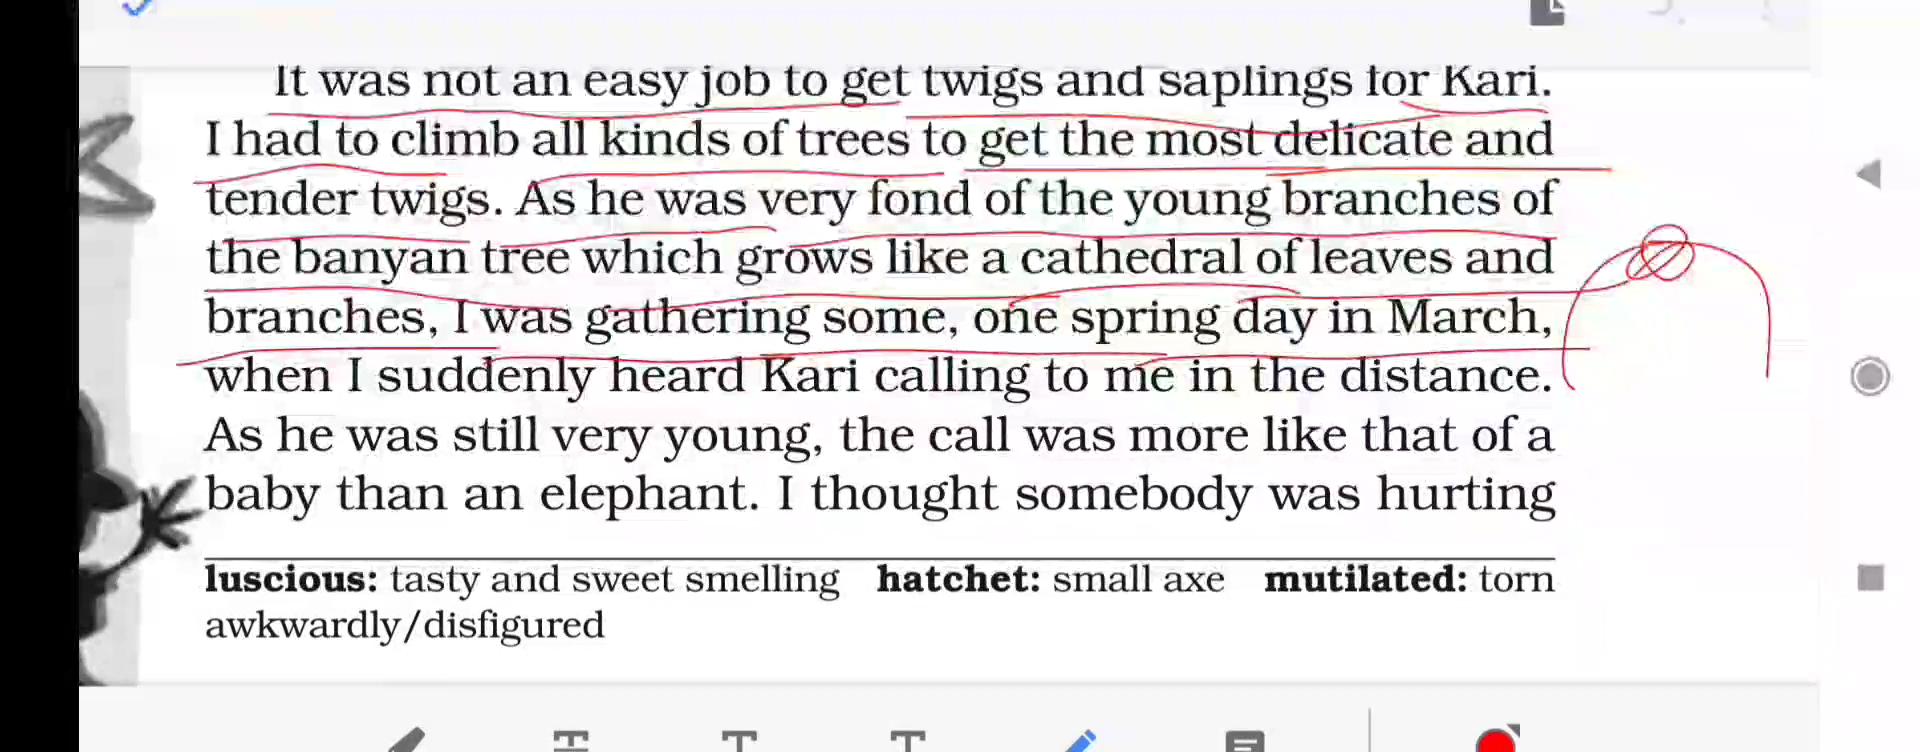 It was not an easy job to get twigs and saplings for Kari.
I had to climb all kinds of trees to get the most delicate and
tender twigs. As he was very fond of the young branches of
the banyan tree which grows like a cathedral of leaves and
branches, I was gathering some, one spring day in March,
when I suddenly heard Kari calling to me in the distance.
As he was still very young, the call was more like that of a
baby than an elephant. I thought somebody was hurting
luscious: tasty and sweet smelling hatchet: small axe mutilated: torn
awkwardly/disfigured